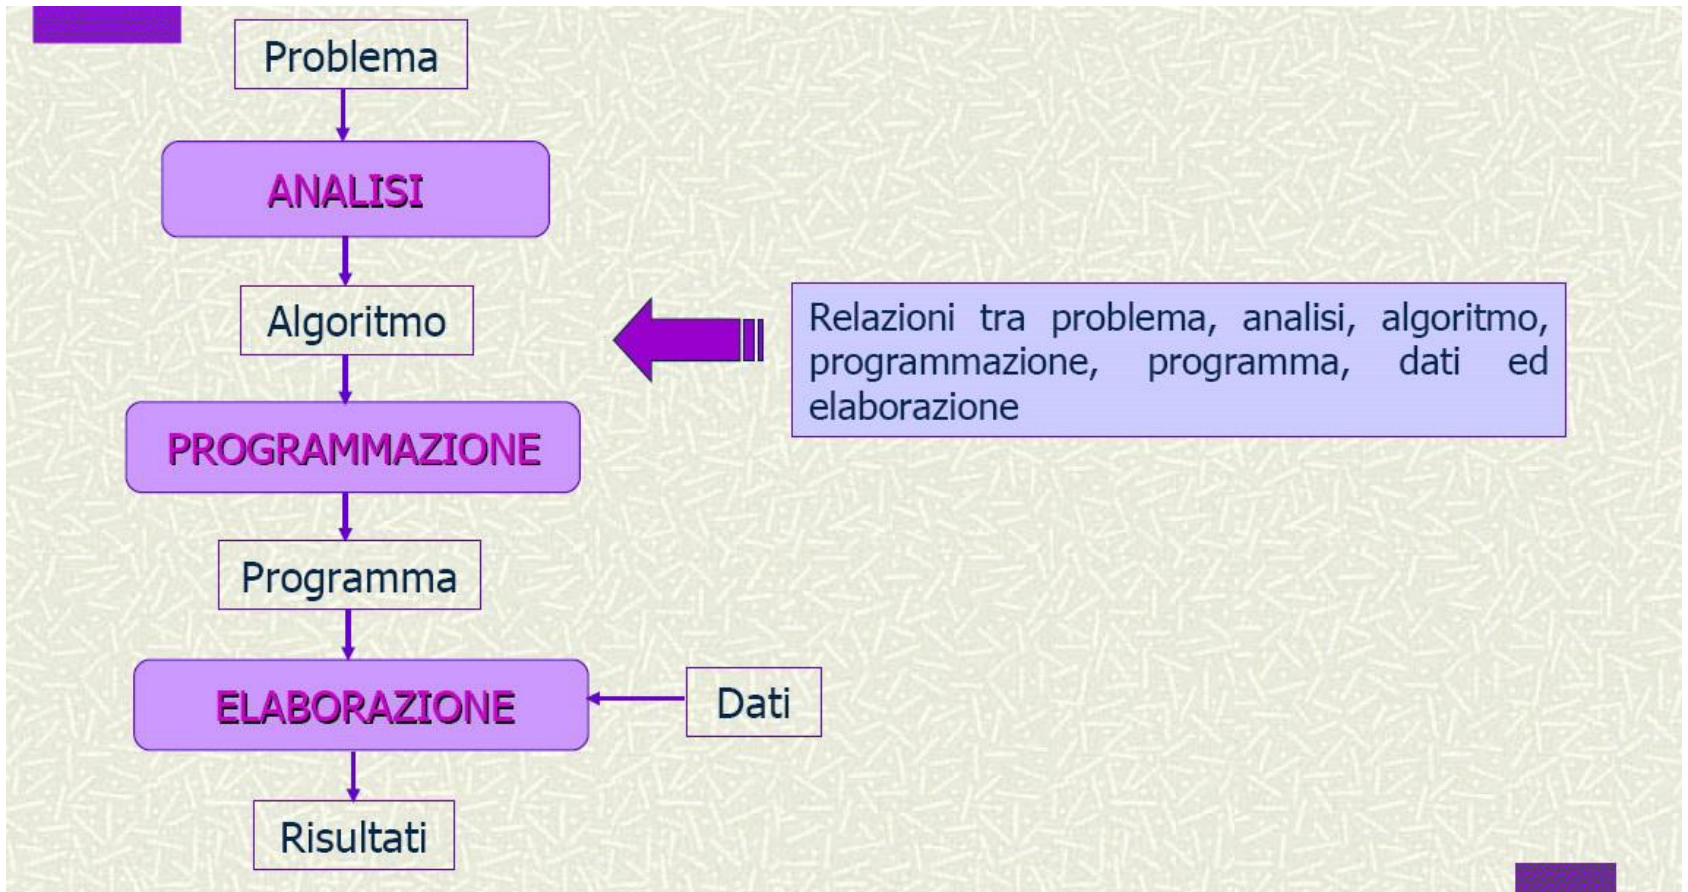 Problema
ANALISI
Algoritmo
Relazioni tra problema, analisi, algoritmo,
programmazione, programma, dati ed
elaborazione
PROGRAMMAZIONE
Programma
ELABORAZIONE
Dati
Risultati